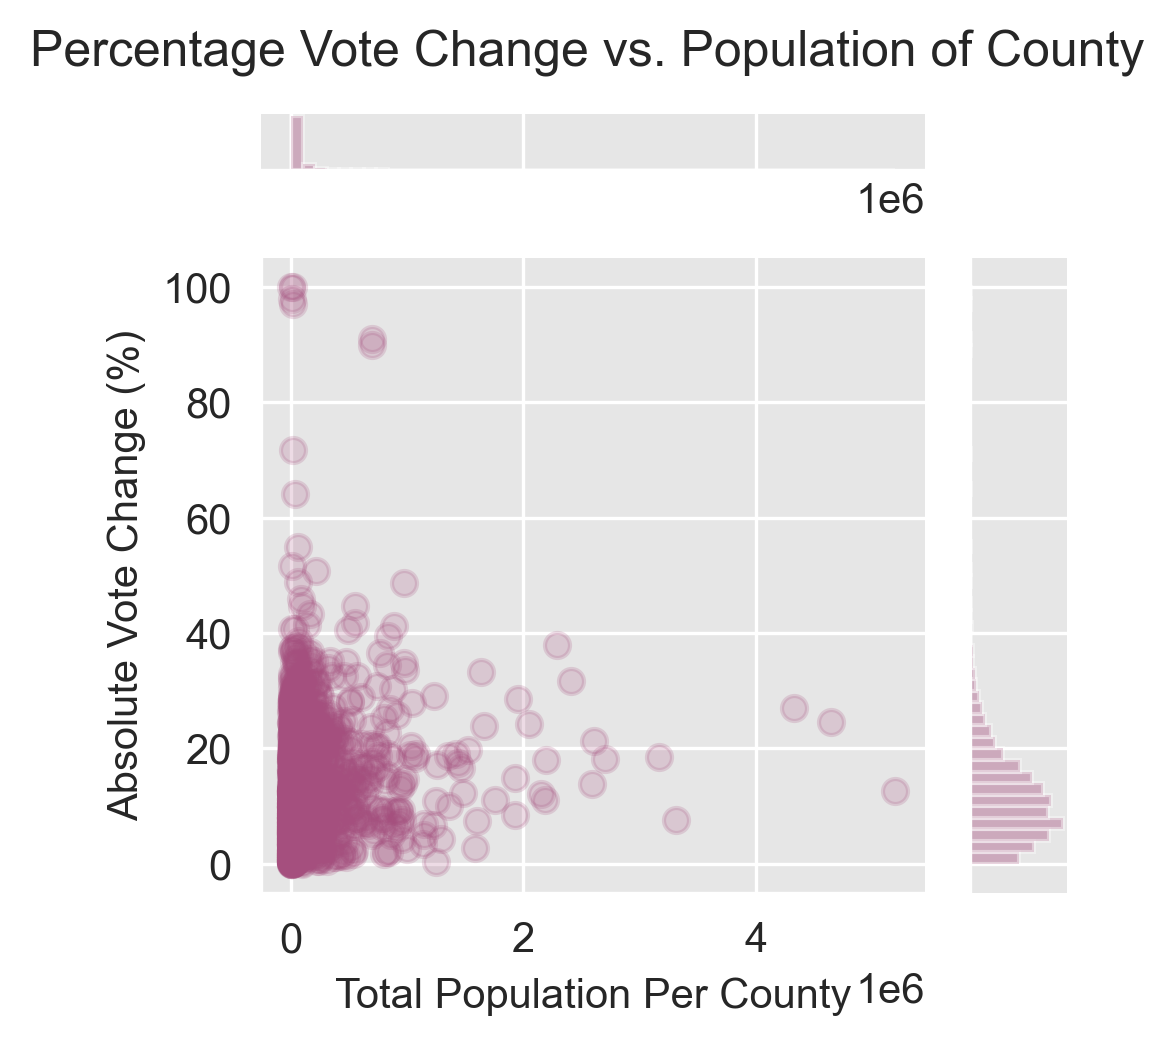 Percentage Vote Change vs. Population of County
1e6
100
80
60
40
20
0
Absolute Vote Change (%)
0 2 4
Total Population Per County 1e6